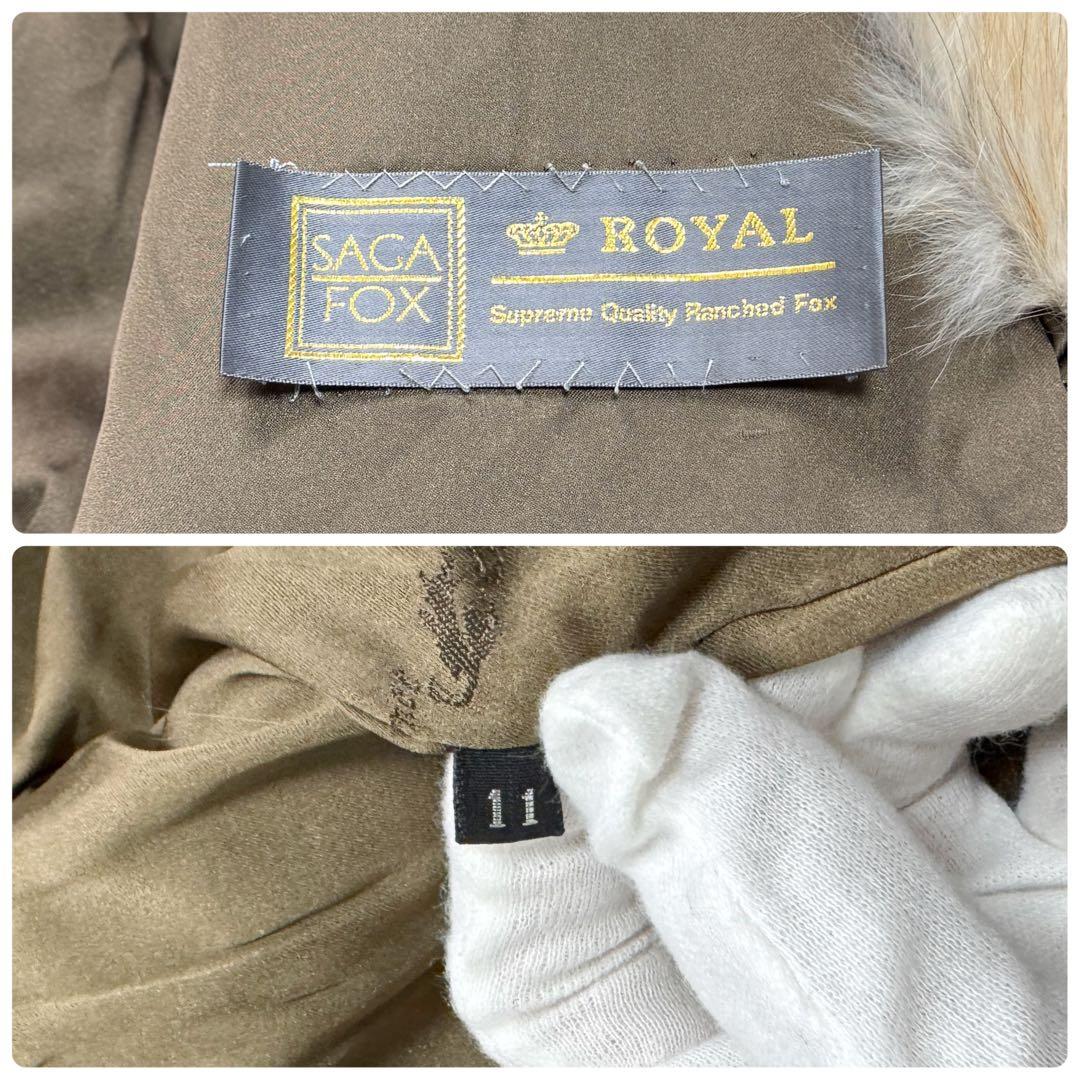 SAGA
FOX
ROYAL
Supreme Quality Ranched Fox
11